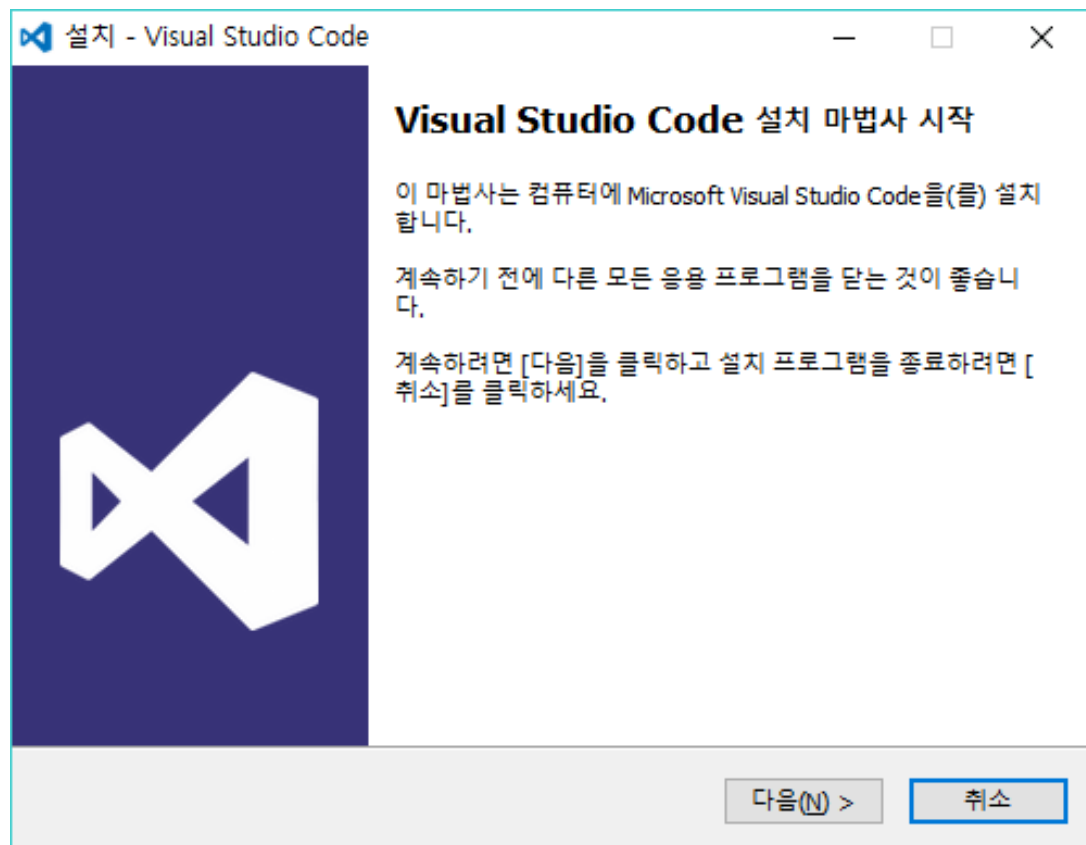 설치 - Visual Studio Code
Visual Studio Code 설치 마법사 시작
이 마법사는 컴퓨터에 Microsoft Visual Studio Code을(를) 설치
합니다.
계속하기 전에 다른 모든 응용 프로그램을 닫는 것이 좋습니
다.
계속하려면 [다음]을 클릭하고 설치 프로그램을 종료하려면 [
취소]를 클릭하세요.
다음(N) > 취소